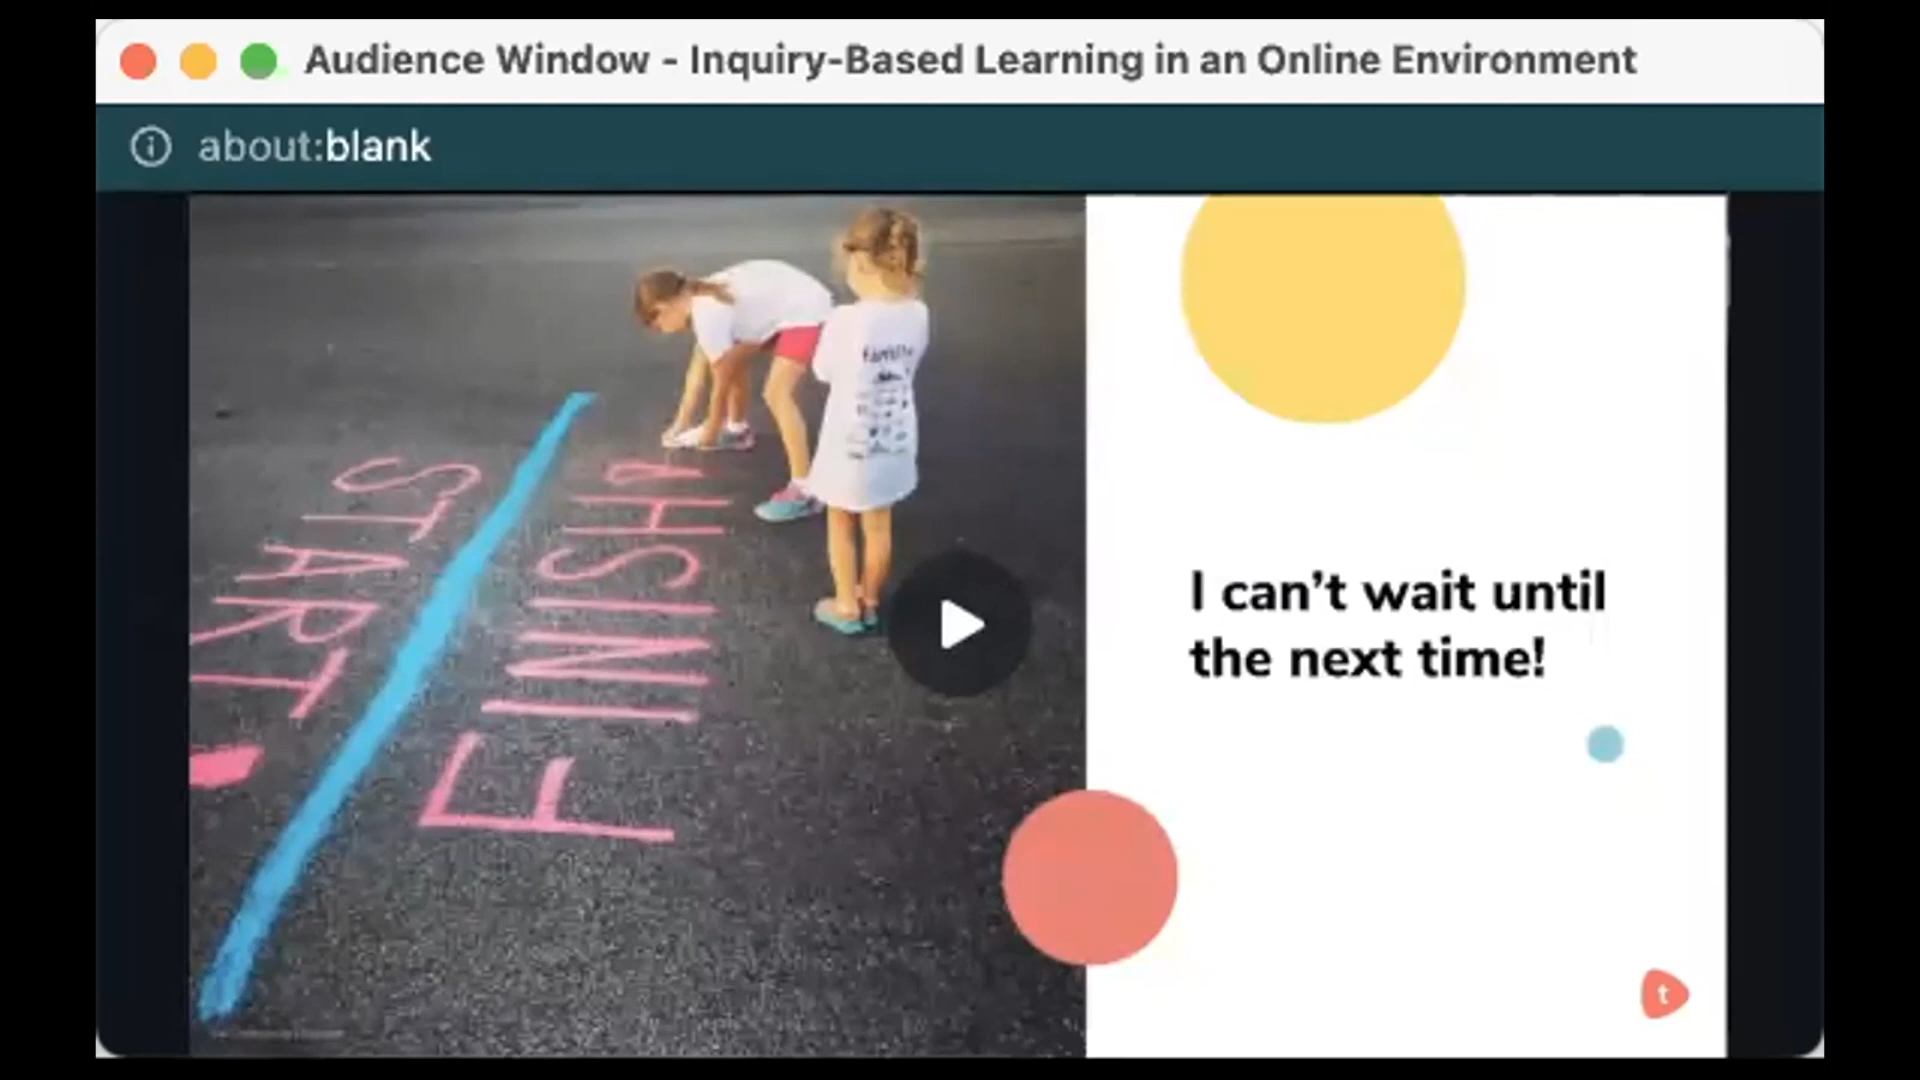 Audience Window - Inquiry-Based Learning in an Online Environment
about:blank
START
FINISH
family
I can't wait until
the next time!
t